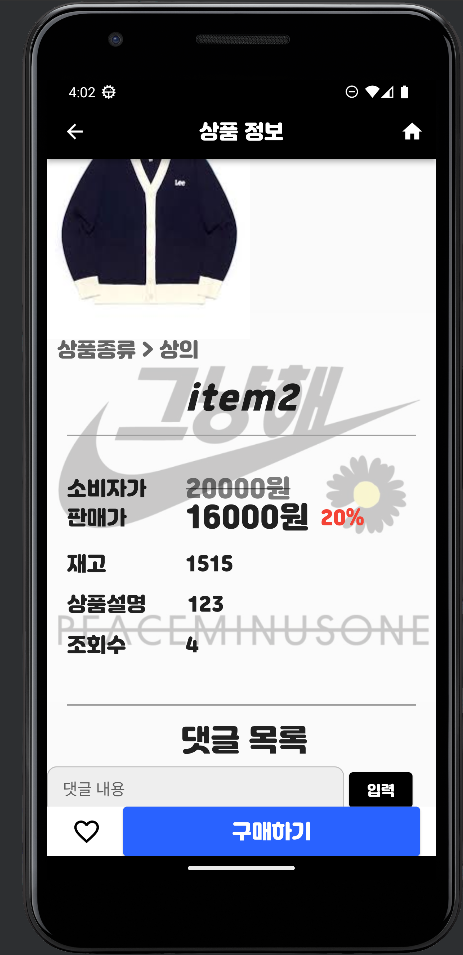 4:02
상품 정보
Lee
상품종류 > 상의
그냥해
item2
소비자가 20000원
판매가 16000원 20%
재고 1515
상품설명 123
PEACEMINUSONE
조회수 4
댓글 목록
댓글 내용 입력
구매하기